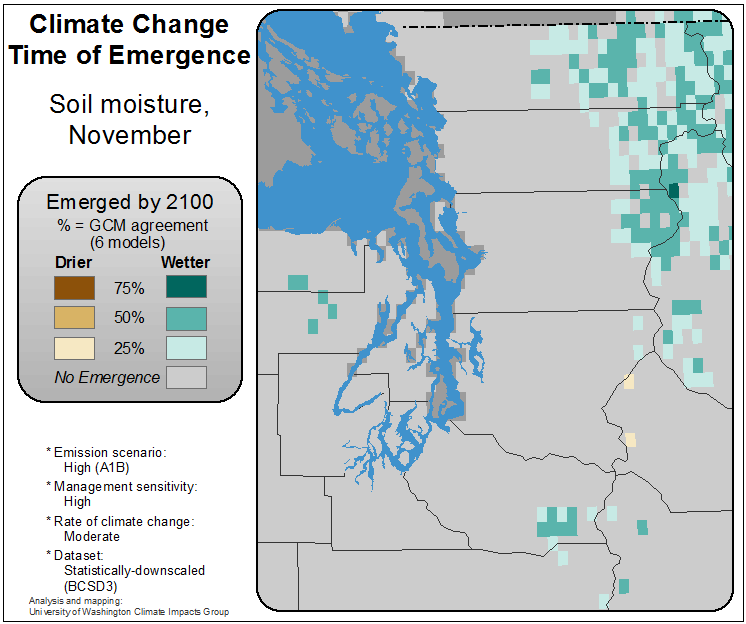 Climate Change
Time of Emergence
Soil moisture,
November
Emerged by 2100
% = GCM agreement
(6 models)
Drier Wetter
75%
50%
25%
No Emergence
* Emission scenario:
High (A1B)
* Management sensitivity:
High
* Rate of climate change:
Moderate
* Dataset:
Statistically-downscaled
(BCSD3)
Analysis and mapping:
University of Washington Climate Impacts Group